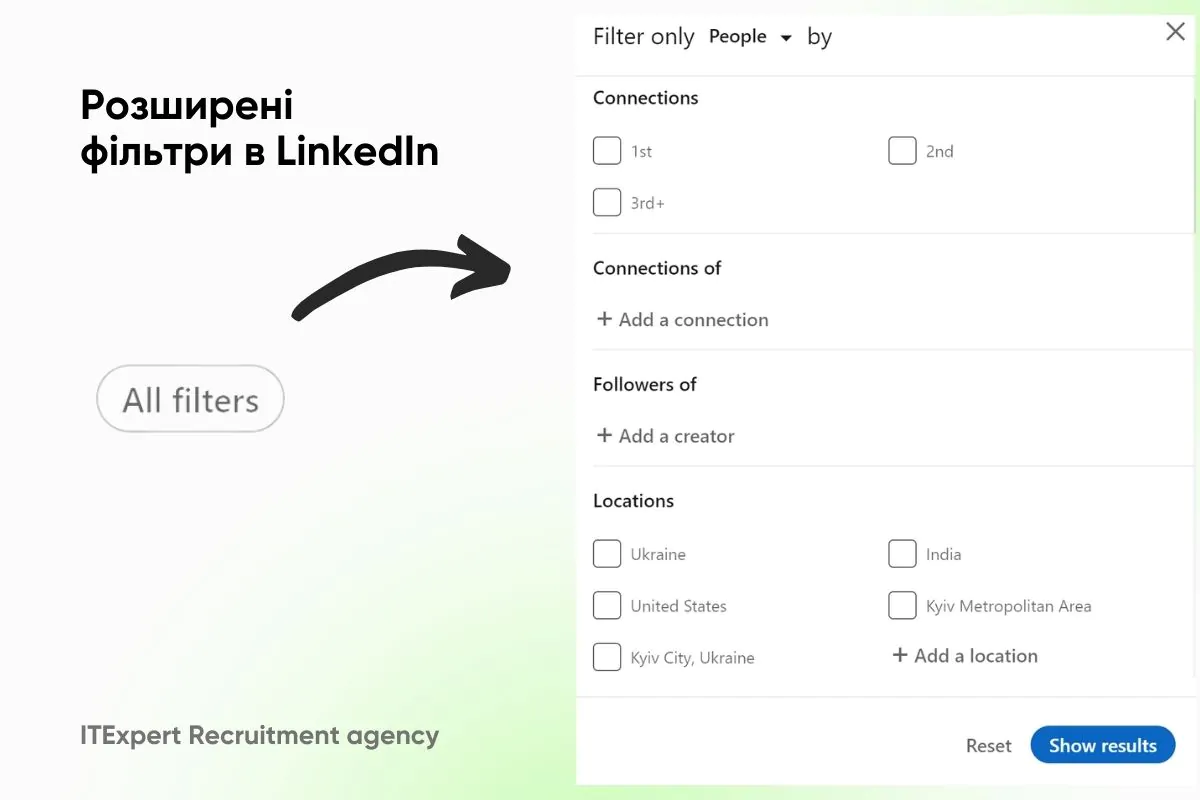 Розширені
фільтри в LinkedIn
All filters
ITExpert Recruitment agency
Filter only People by
Connections
1st
2nd
3rd+
Connections of
+ Add a connection
Followers of
+ Add a creator
Locations
Ukraine
India
United States
Kyiv Metropolitan Area
Kyiv City, Ukraine
+ Add a location
Reset
Show results